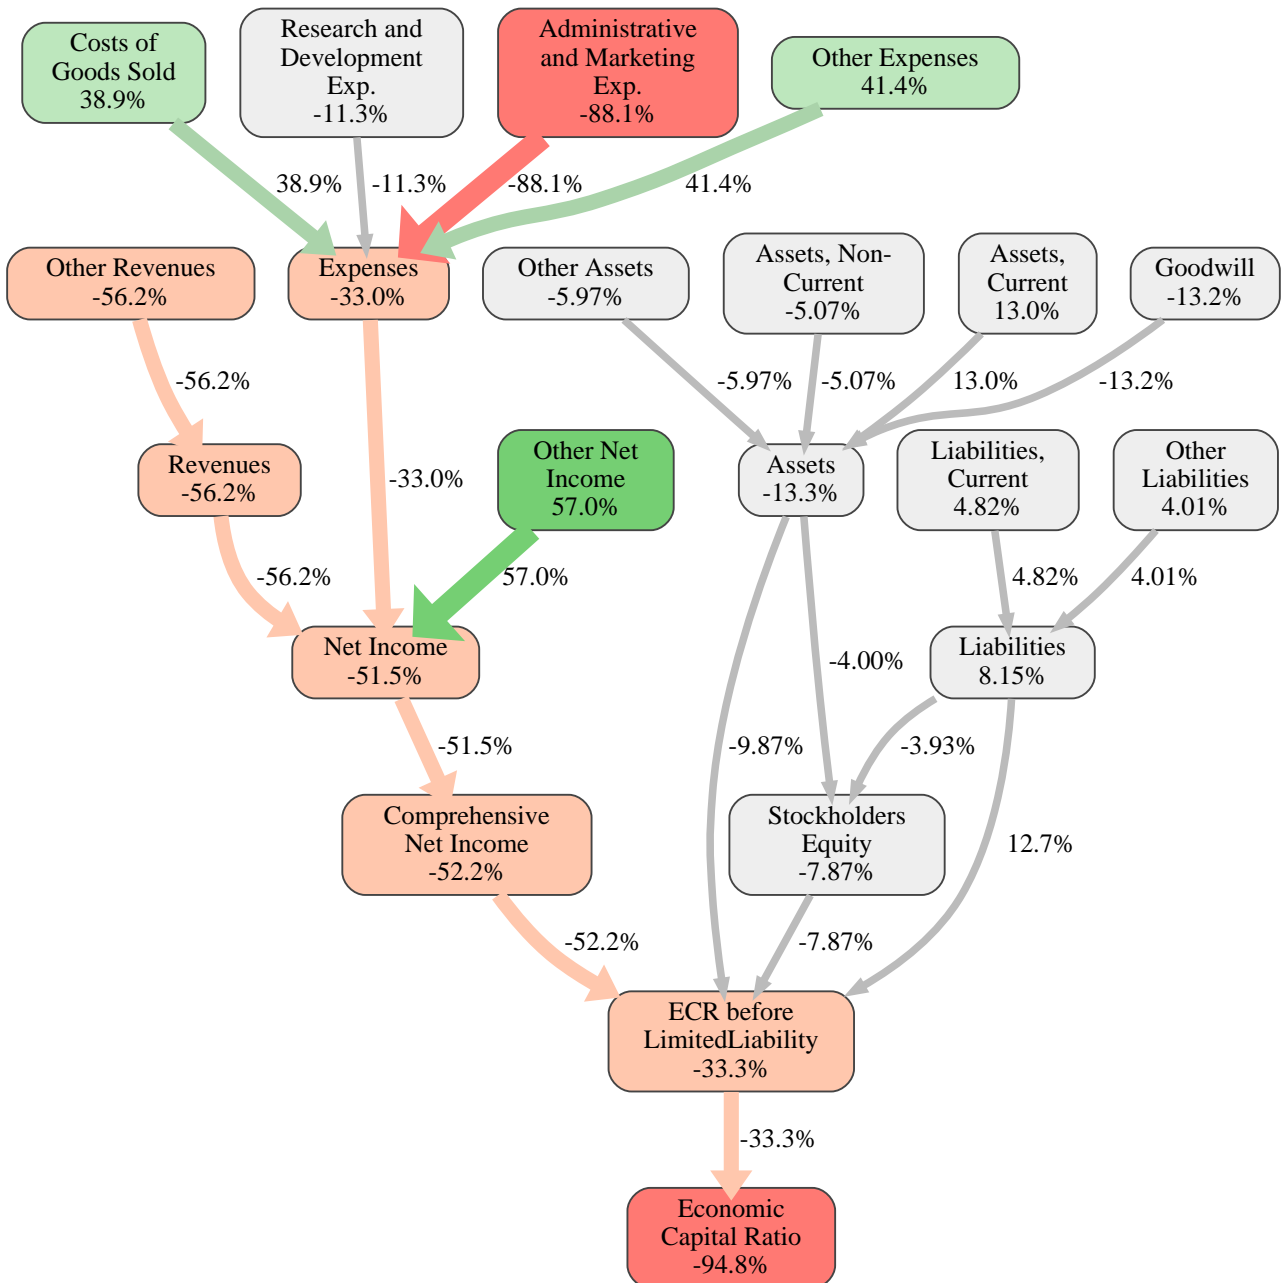 Costs of
Goods Sold
38.9%
Research and
Development
Exp.
-11.3%
Administrative
and Marketing
Exp.
-88.1%
Other Expenses
41.4%
38.9%
-11.3%
-88.1%
41.4%
Other Revenues
-56.2%
Expenses
-33.0%
Other Assets
-5.97%
Assets, Non-
Current
-5.07%
Assets,
Current
13.0%
Goodwill
-13.2%
-56.2%
-5.97%
-5.07%
13.0%
-13.2%
Revenues
-56.2%
-33.0%
Other Net
Income
57.0%
Assets
-13.3%
Liabilities,
Current
4.82%
Other
Liabilities
4.01%
-56.2%
57.0%
4.82%
4.01%
Net Income
-51.5%
-4.00%
Liabilities
8.15%
-51.5%
-9.87%
-3.93%
Comprehensive
Net Income
-52.2%
Stockholders
Equity
-7.87%
12.7%
-52.2%
-7.87%
ECR before
LimitedLiability
-33.3%
-33.3%
Economic
Capital Ratio
-94.8%